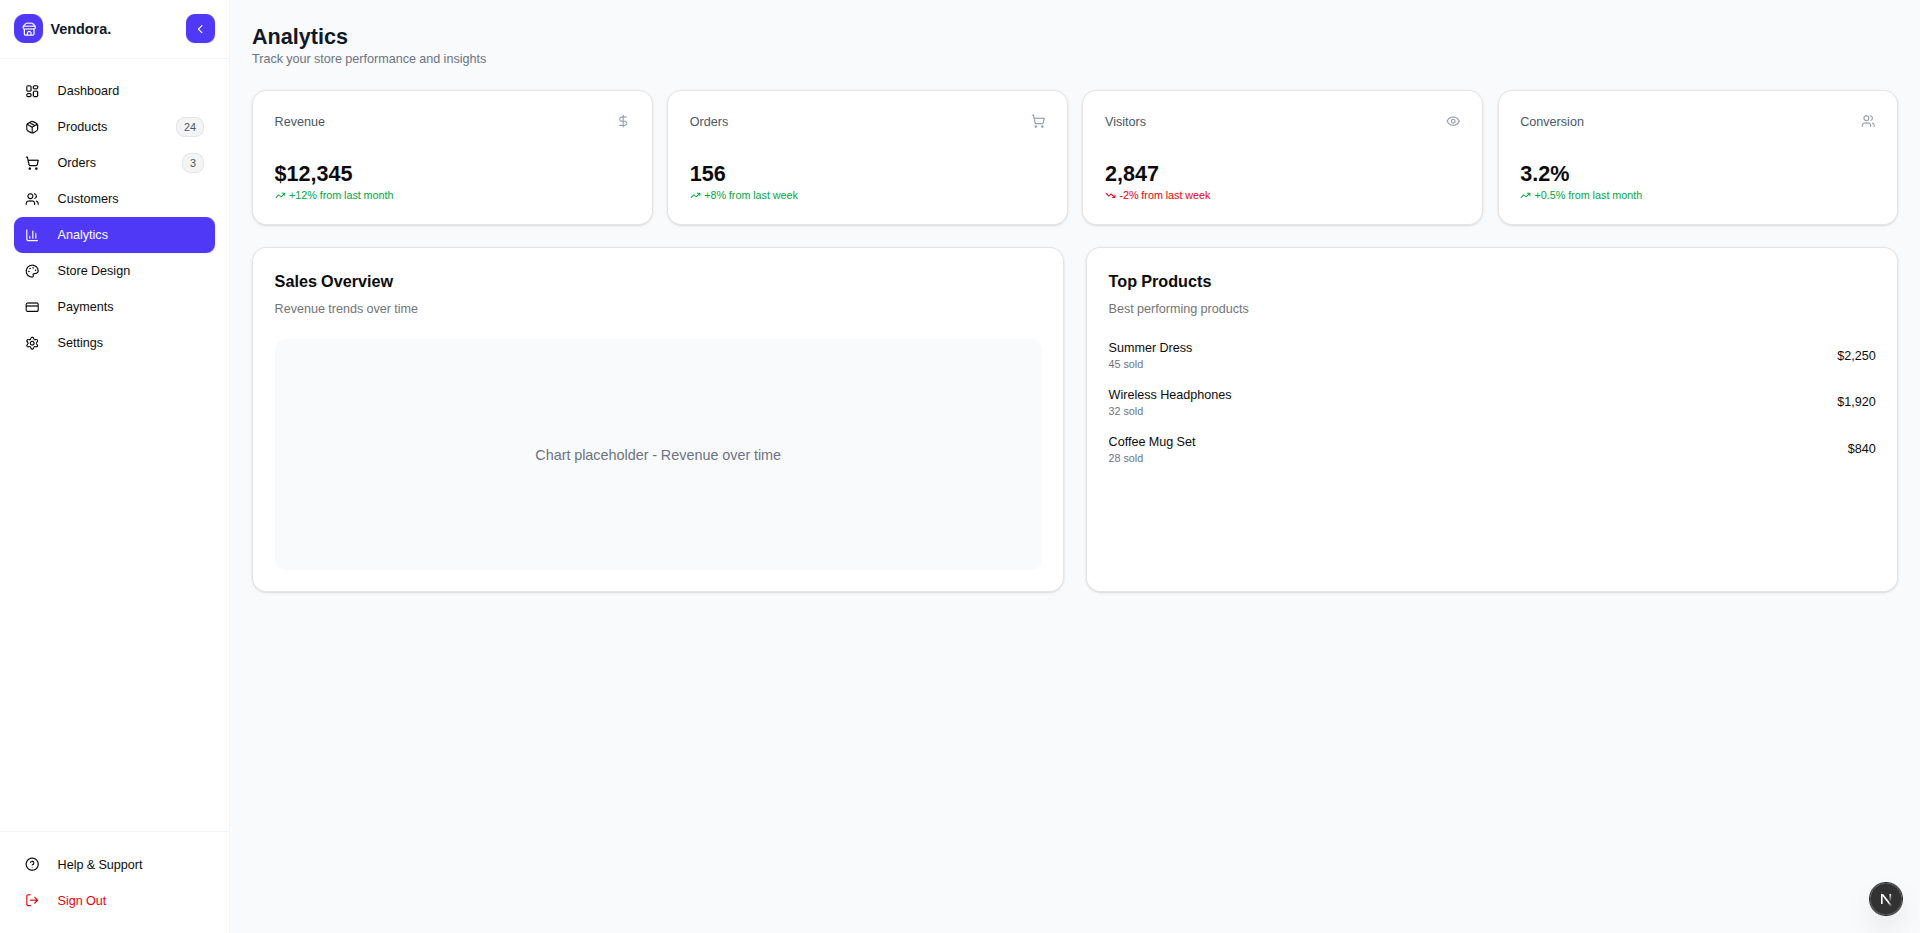 Vendora.
Dashboard
Products
24
Orders
3
Customers
Analytics
Store Design
Payments
Settings
Help & Support
Sign Out
Analytics
Track your store performance and insights
Revenue
$12,345
+12% from last month
Orders
156
+8% from last week
Visitors
2,847
-2% from last week
Conversion
3.2%
+0.5% from last month
Sales Overview
Revenue trends over time
Chart placeholder - Revenue over time
Top Products
Best performing products
Summer Dress
45 sold
$2,250
Wireless Headphones
32 sold
$1,920
Coffee Mug Set
28 sold
$840
N